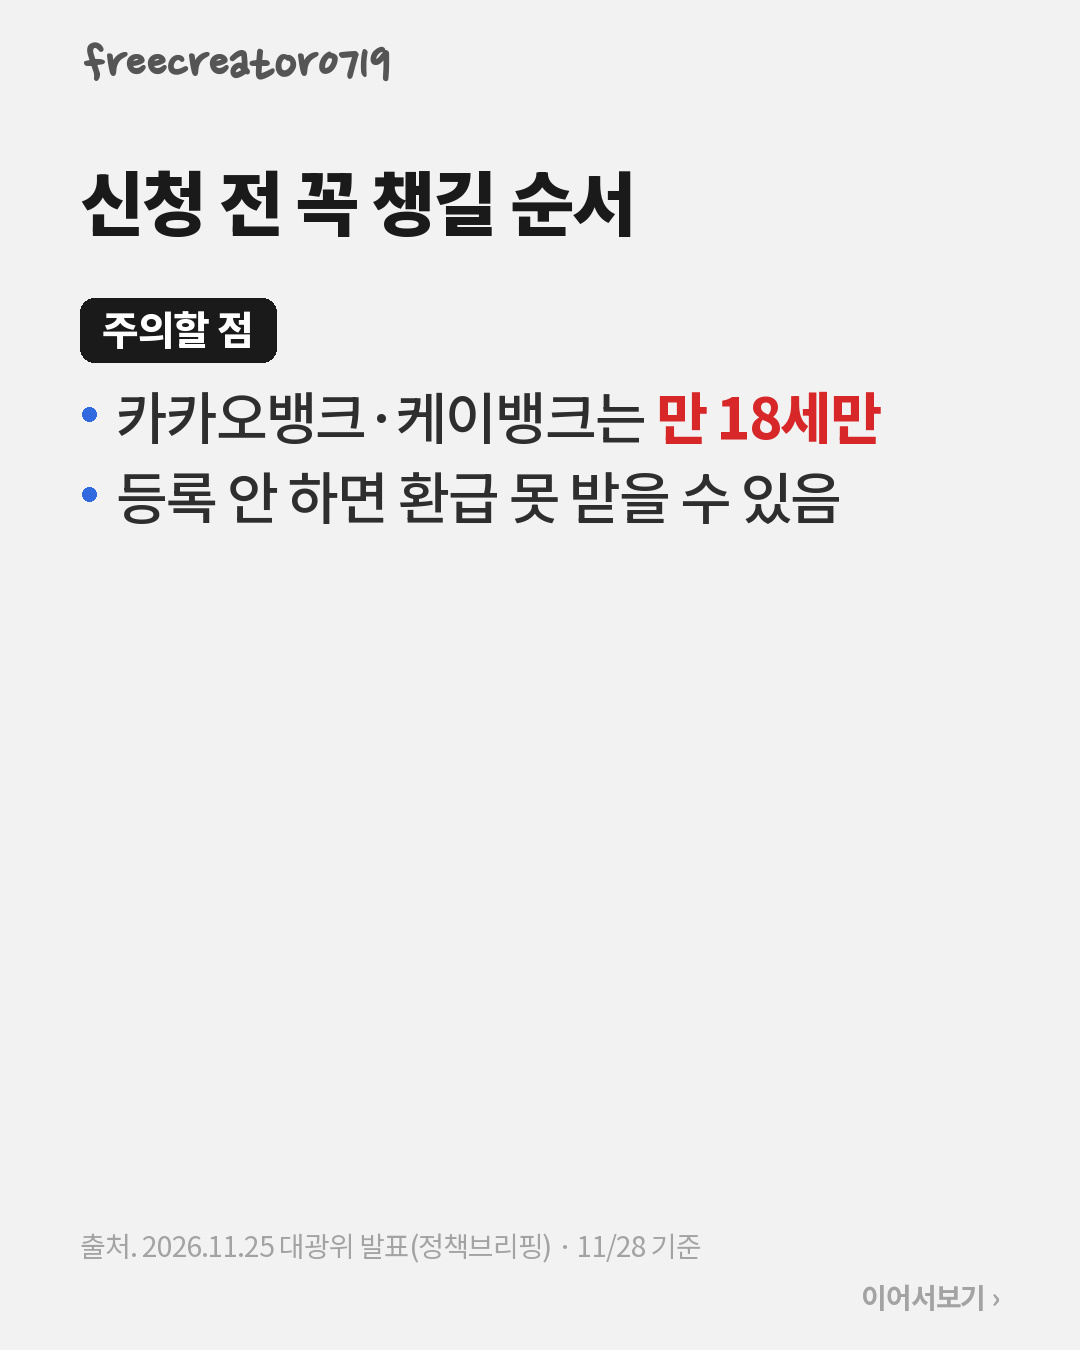 freecreator0719
신청 전 꼭 챙길 순서
주의할 점
• 카카오뱅크·케이뱅크는 만 18세만
• 등록 안 하면 환급 못 받을 수 있음
출처. 2026.11.25 대광위 발표(정책브리핑) · 11/28 기준
이어서보기 ›